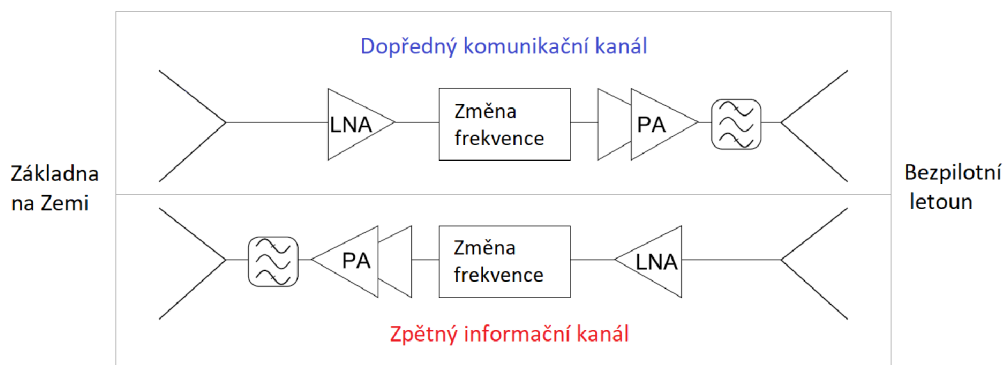 Dopředný komunikační kanál
LNA
Změna
frekvence
PA
Základna
na Zemi
Bezpilotní
letoun
PA
Změna
frekvence
LNA
Zpětný informační kanál